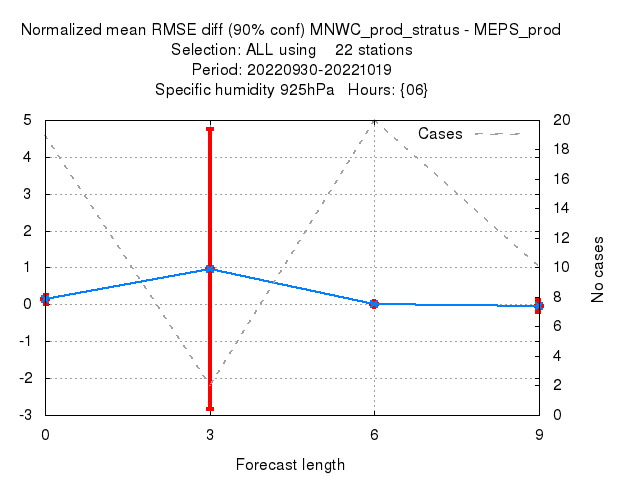 Normalized mean RMSE diff (90% conf) MNWC_prod_stratus - MEPS_prod
Selection: ALL using    22 stations
Period: 20220930-20221019
Specific humidity 925hPa   Hours: {06}
Cases
5
4
3
2
1
0
-1
-2
-3
20
18
16
14
12
10
8
6
4
2
0
No cases
0 3 6 9
Forecast length